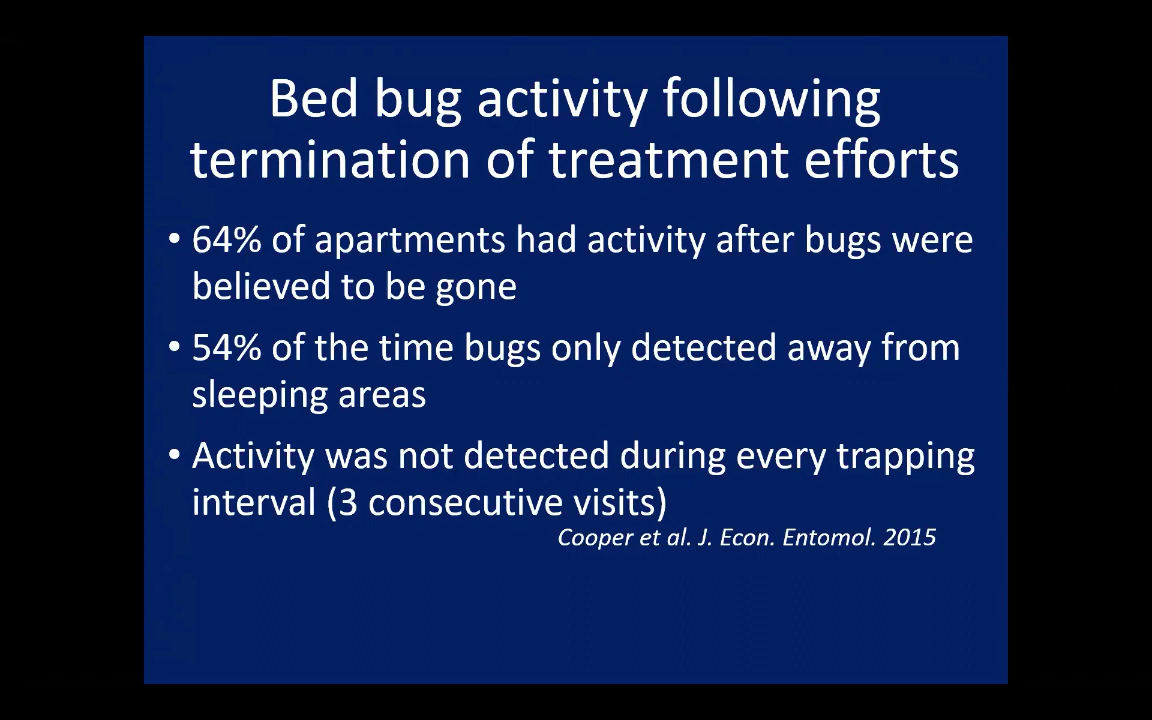 Bed bug activity following
termination of treatment efforts
• 64% of apartments had activity after bugs were
believed to be gone
• 54% of the time bugs only detected away from
sleeping areas
• Activity was not detected during every trapping
interval (3 consecutive visits)
Cooper et al. J. Econ. Entomol. 2015